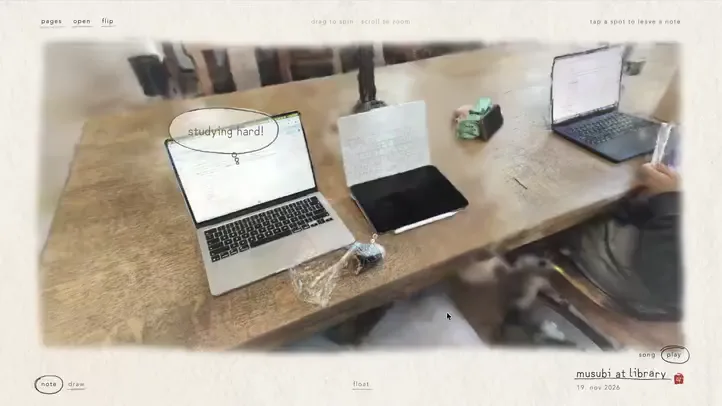 pages open flip
drag to spin · scroll to zoom
tap a spot to leave a note
studying hard!
song play
musubi at library
note draw
float
19. nov 2026